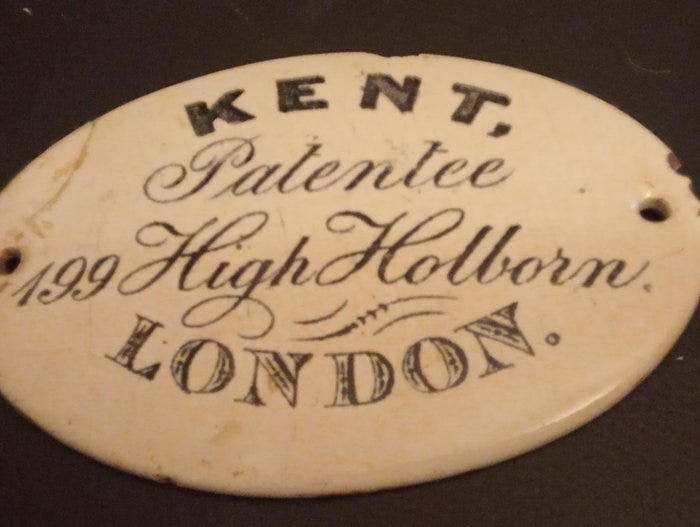 KENT,
Patentee
199 High Holborn.
LONDON.